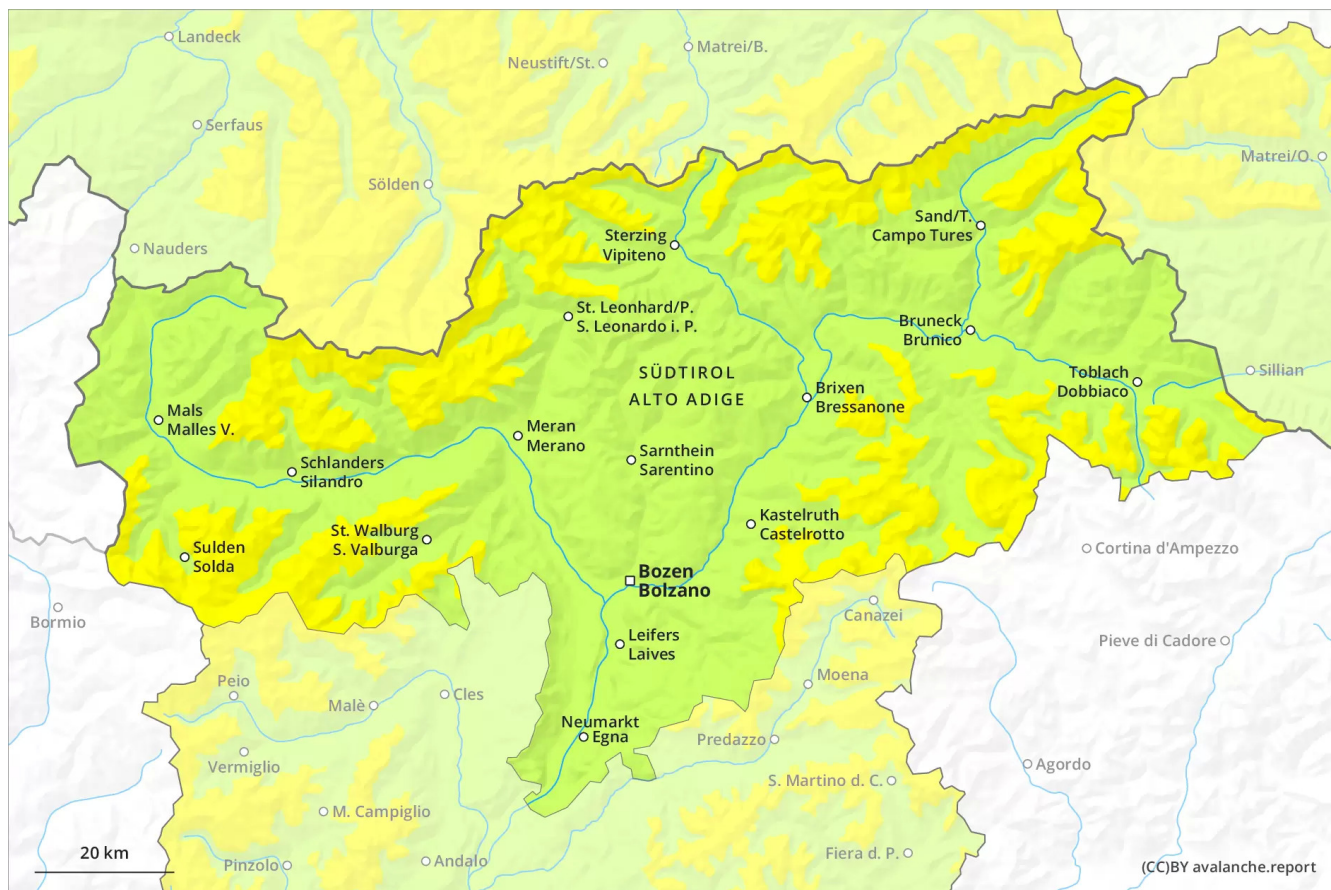 Landeck
Matrei/B.
Neustift/St.
Serfaus
Matrei/O.
Sölden
Sand/T.
Campo Tures
Sterzing
Vipiteno
Nauders
St. Leonhard/P.
S. Leonardo i. P.
Bruneck
Brunico
SÜDTIROL
ALTO ADIGE
Toblach
Dobbiaco
Sillian
Brixen
Bressanone
Mals
Malles V.
Meran
Merano
Sarnthein
Sarentino
Schlanders
Silandro
Kastelruth
Castelrotto
St. Walburg
S. Valburga
Sulden
Solda
Cortina d'Ampezzo
Bozen
Bolzano
Bormio
Canazei
Leifers
Laives
Pieve di Cadore
Peio
Moena
Cles
Malè
Neumarkt
Egna
Predazzo
Vermiglio
Agordo
S. Martino d. C.
M. Campiglio
20 km
Andalo
Pinzolo
Fiera d. P.
(CC)BY avalanche.report